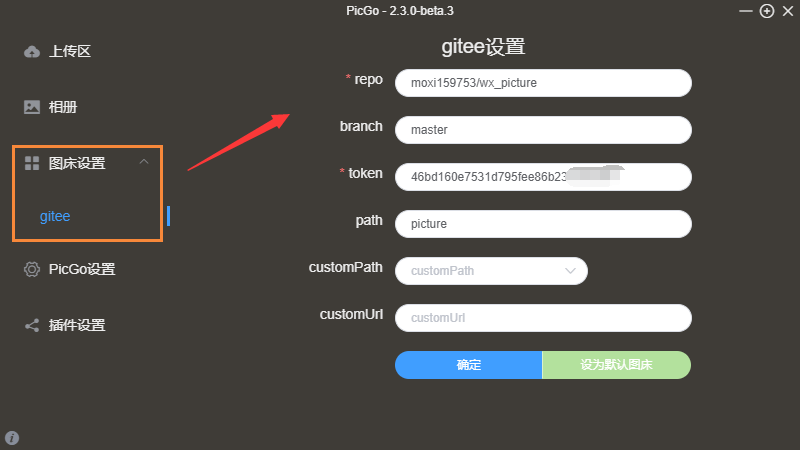 PicGo - 2.3.0-beta.3
上传区
相册
图床设置
gitee
PicGo设置
插件设置
gitee设置
* repo
moxi159753/wx_picture
branch
master
* token
46bd160e7531d795fee86b23
path
picture
customPath
customPath
customUrl
customUrl
确定
设为默认图床